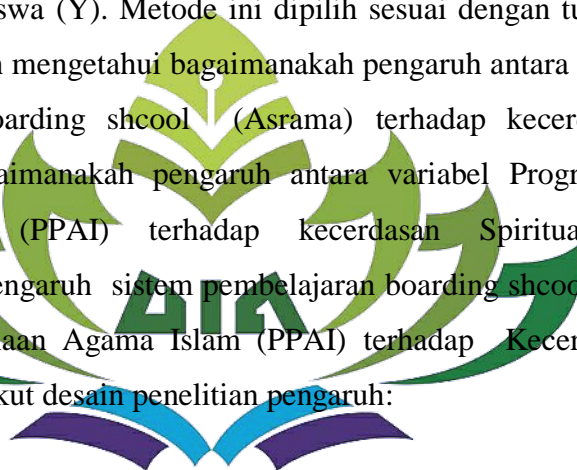 swa (Y). Metode ini dipilih sesuai dengan tu
mengetahui bagaimanakah pengaruh antara
arding shcool (Asrama) terhadap kecer
aimanakah pengaruh antara variabel Progr
(PPAI) terhadap kecerdasan Spiritua
engaruh sistem pembelajaran boarding shcoo
naan Agama Islam (PPAI) terhadap Kecer
kut desain penelitian pengaruh: